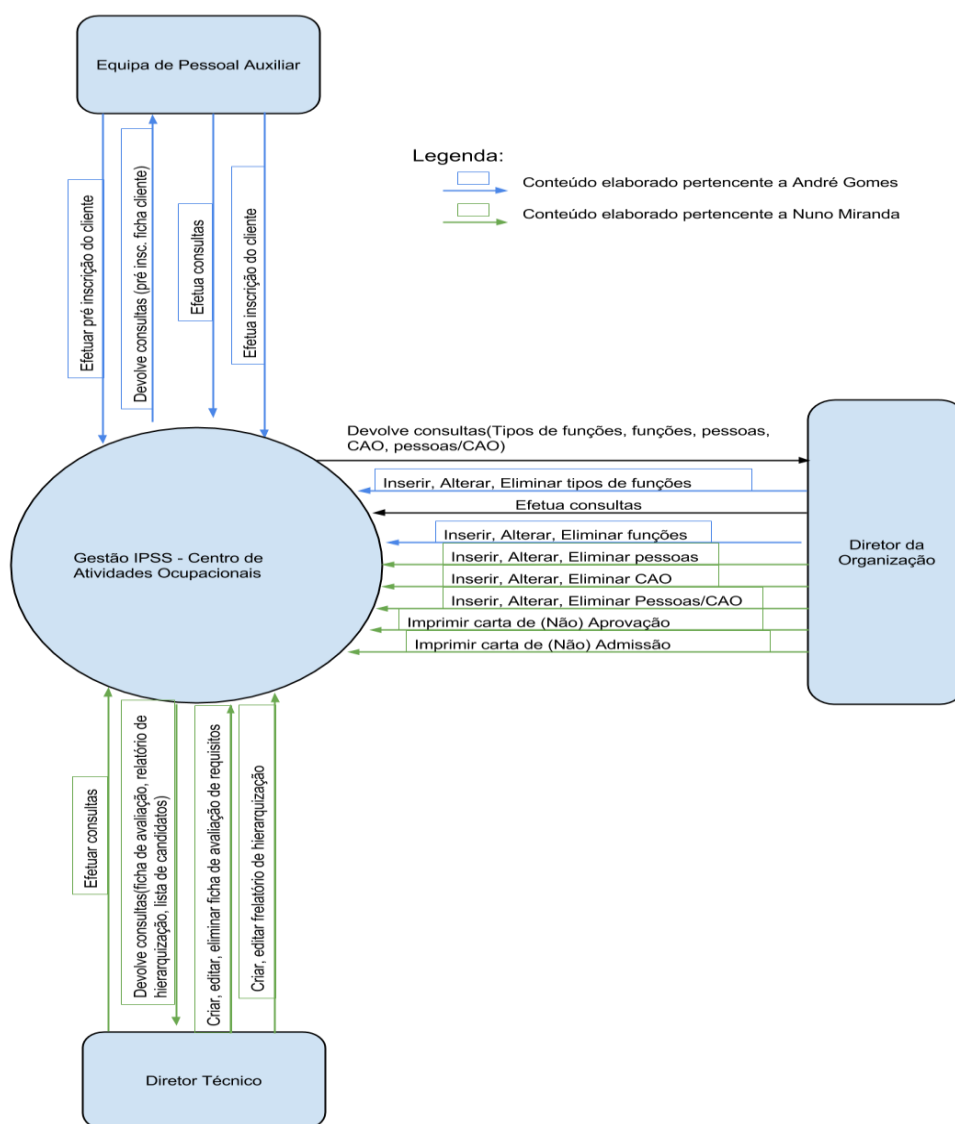 Equipa de Pessoal Auxiliar
Efetuar pré inscrição do cliente
Devolve consultas (pré insc. ficha cliente)
Efetua consultas
Efetua inscrição do cliente
Legenda:
Conteúdo elaborado pertencente a André Gomes
Conteúdo elaborado pertencente a Nuno Miranda
Devolve consultas(Tipos de funções, funções, pessoas,
CAO, pessoas/CAO)
Inserir, Alterar, Eliminar tipos de funções
Efetua consultas
Inserir, Alterar, Eliminar funções
Inserir, Alterar, Eliminar pessoas
Inserir, Alterar, Eliminar CAO
Inserir, Alterar, Eliminar Pessoas/CAO
Imprimir carta de (Não) Aprovação
Imprimir carta de (Não) Admissão
Diretor da
Organização
Gestão IPSS - Centro de
Atividades Ocupacionais
Efetuar consultas
Devolve consultas(ficha de avaliação, relatório de
hierarquização, lista de candidatos)
Criar, editar, eliminar ficha de avaliação de requisitos
Criar, editar frelatório de hierarquização
Diretor Técnico